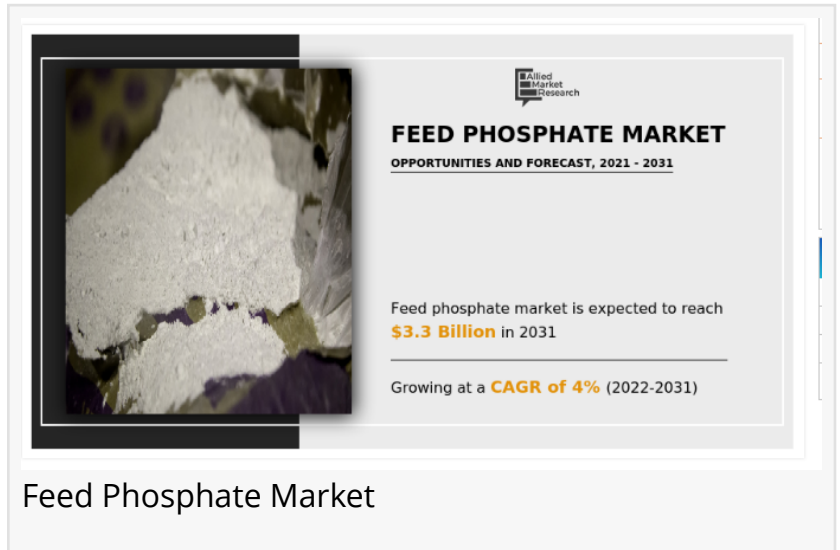 Allied
Market
Research
FEED PHOSPHATE MARKET
OPPORTUNITIES AND FORECAST, 2021 - 2031
Feed phosphate market is expected to reach
$3.3 Billion in 2031
Growing at a CAGR of 4% (2022-2031)
Feed Phosphate Market